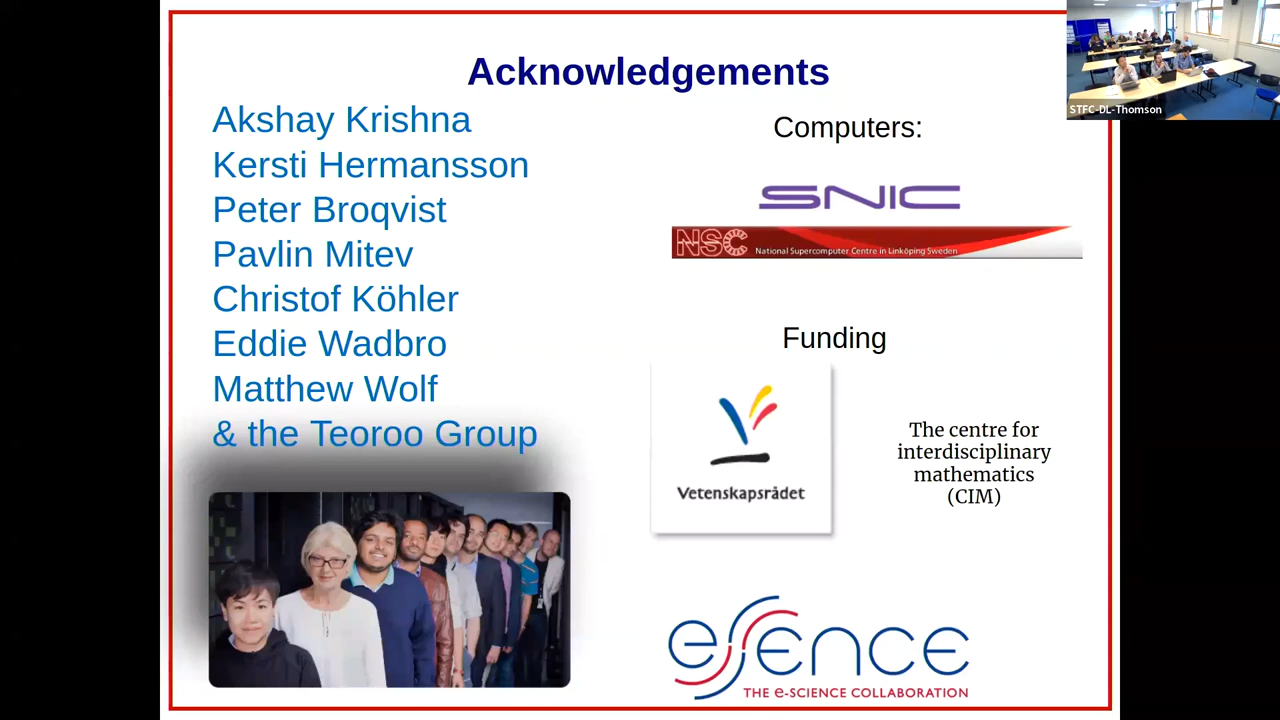 Acknowledgements
Akshay Krishna
Kersti Hermansson
Peter Broqvist
Pavlin Mitev
Christof Köhler
Eddie Wadbro
Matthew Wolf
& the Teoroo Group
Computers:
SNIC
NSC National Supercomputer Centre in Linköping Sweden
Funding
Vetenskapsrådet
The centre for
interdisciplinary
mathematics
(CIM)
eSSENCE
THE e-SCIENCE COLLABORATION
STFC-DL-Thomson